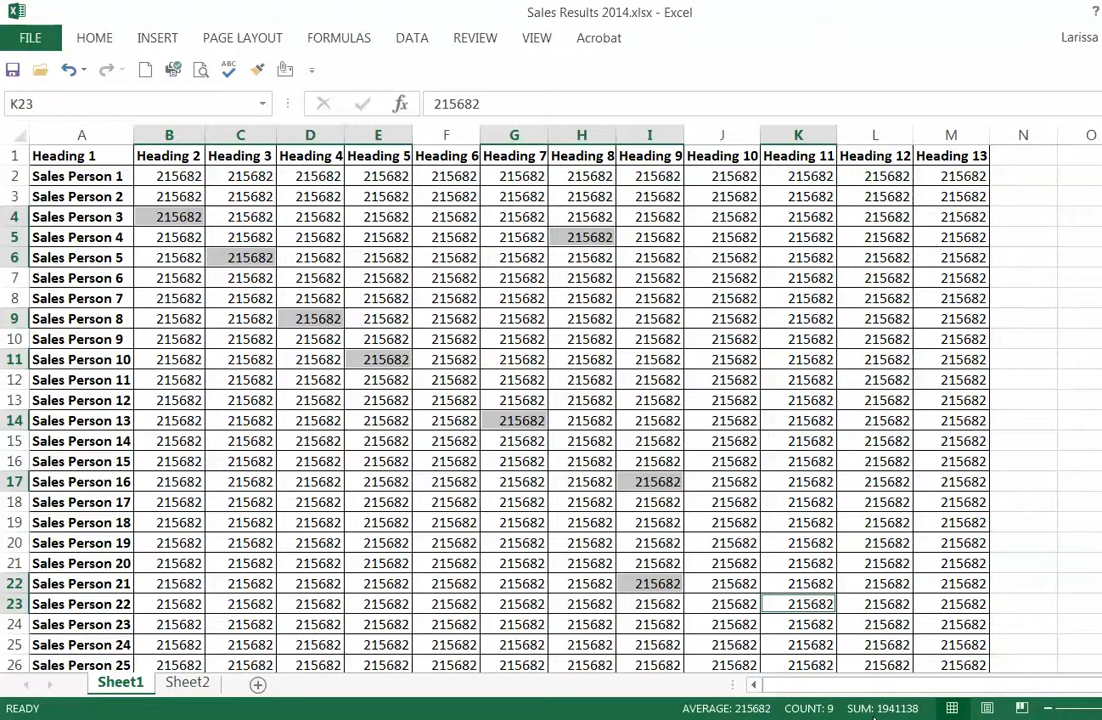 Sales Results 2014.xlsx - Excel
?
FILE HOME INSERT PAGE LAYOUT FORMULAS DATA REVIEW VIEW Acrobat Larissa
ABC
K23 fx 215682
A B C D E F G H I J K L M N O
1 Heading 1 Heading 2 Heading 3 Heading 4 Heading 5 Heading 6 Heading 7 Heading 8 Heading 9 Heading 10 Heading 11 Heading 12 Heading 13
2 Sales Person 1 215682 215682 215682 215682 215682 215682 215682 215682 215682 215682 215682 215682
3 Sales Person 2 215682 215682 215682 215682 215682 215682 215682 215682 215682 215682 215682 215682
4 Sales Person 3 215682 215682 215682 215682 215682 215682 215682 215682 215682 215682 215682 215682
5 Sales Person 4 215682 215682 215682 215682 215682 215682 215682 215682 215682 215682 215682 215682
6 Sales Person 5 215682 215682 215682 215682 215682 215682 215682 215682 215682 215682 215682 215682
7 Sales Person 6 215682 215682 215682 215682 215682 215682 215682 215682 215682 215682 215682 215682
8 Sales Person 7 215682 215682 215682 215682 215682 215682 215682 215682 215682 215682 215682 215682
9 Sales Person 8 215682 215682 215682 215682 215682 215682 215682 215682 215682 215682 215682 215682
10 Sales Person 9 215682 215682 215682 215682 215682 215682 215682 215682 215682 215682 215682 215682
11 Sales Person 10 215682 215682 215682 215682 215682 215682 215682 215682 215682 215682 215682 215682
12 Sales Person 11 215682 215682 215682 215682 215682 215682 215682 215682 215682 215682 215682 215682
13 Sales Person 12 215682 215682 215682 215682 215682 215682 215682 215682 215682 215682 215682 215682
14 Sales Person 13 215682 215682 215682 215682 215682 215682 215682 215682 215682 215682 215682 215682
15 Sales Person 14 215682 215682 215682 215682 215682 215682 215682 215682 215682 215682 215682 215682
16 Sales Person 15 215682 215682 215682 215682 215682 215682 215682 215682 215682 215682 215682 215682
17 Sales Person 16 215682 215682 215682 215682 215682 215682 215682 215682 215682 215682 215682 215682
18 Sales Person 17 215682 215682 215682 215682 215682 215682 215682 215682 215682 215682 215682 215682
19 Sales Person 18 215682 215682 215682 215682 215682 215682 215682 215682 215682 215682 215682 215682
20 Sales Person 19 215682 215682 215682 215682 215682 215682 215682 215682 215682 215682 215682 215682
21 Sales Person 20 215682 215682 215682 215682 215682 215682 215682 215682 215682 215682 215682 215682
22 Sales Person 21 215682 215682 215682 215682 215682 215682 215682 215682 215682 215682 215682 215682
23 Sales Person 22 215682 215682 215682 215682 215682 215682 215682 215682 215682 215682 215682 215682
24 Sales Person 23 215682 215682 215682 215682 215682 215682 215682 215682 215682 215682 215682 215682
25 Sales Person 24 215682 215682 215682 215682 215682 215682 215682 215682 215682 215682 215682 215682
26 Sales Person 25 215682 215682 215682 215682 215682 215682 215682 215682 215682 215682 215682 215682
Sheet1 Sheet2
READY AVERAGE: 215682 COUNT: 9 SUM: 1941138